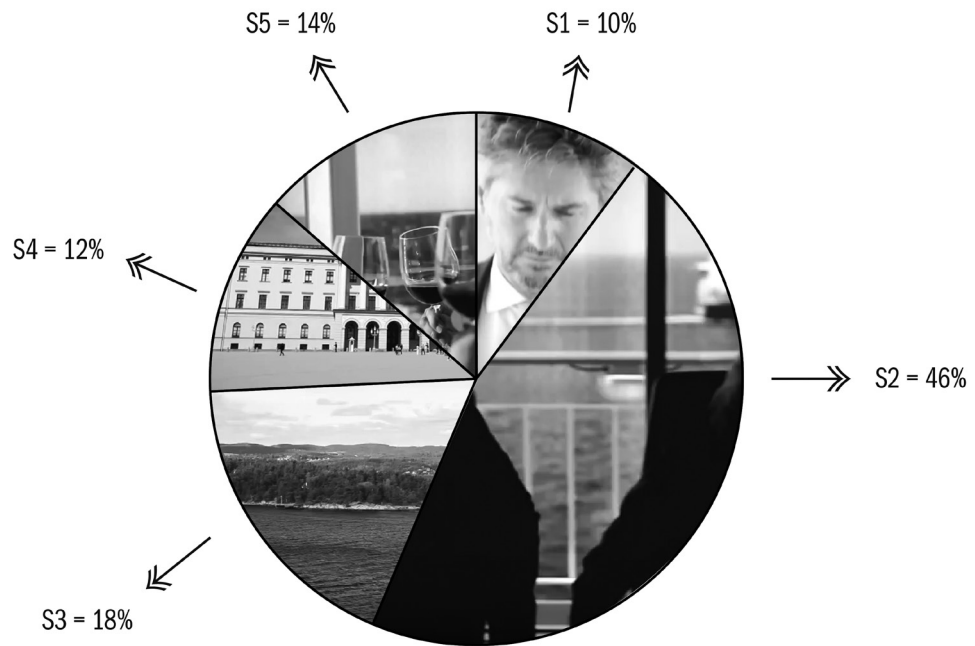 S5 = 14%
S1 = 10%
S4 = 12%
S2 = 46%
S3 = 18%